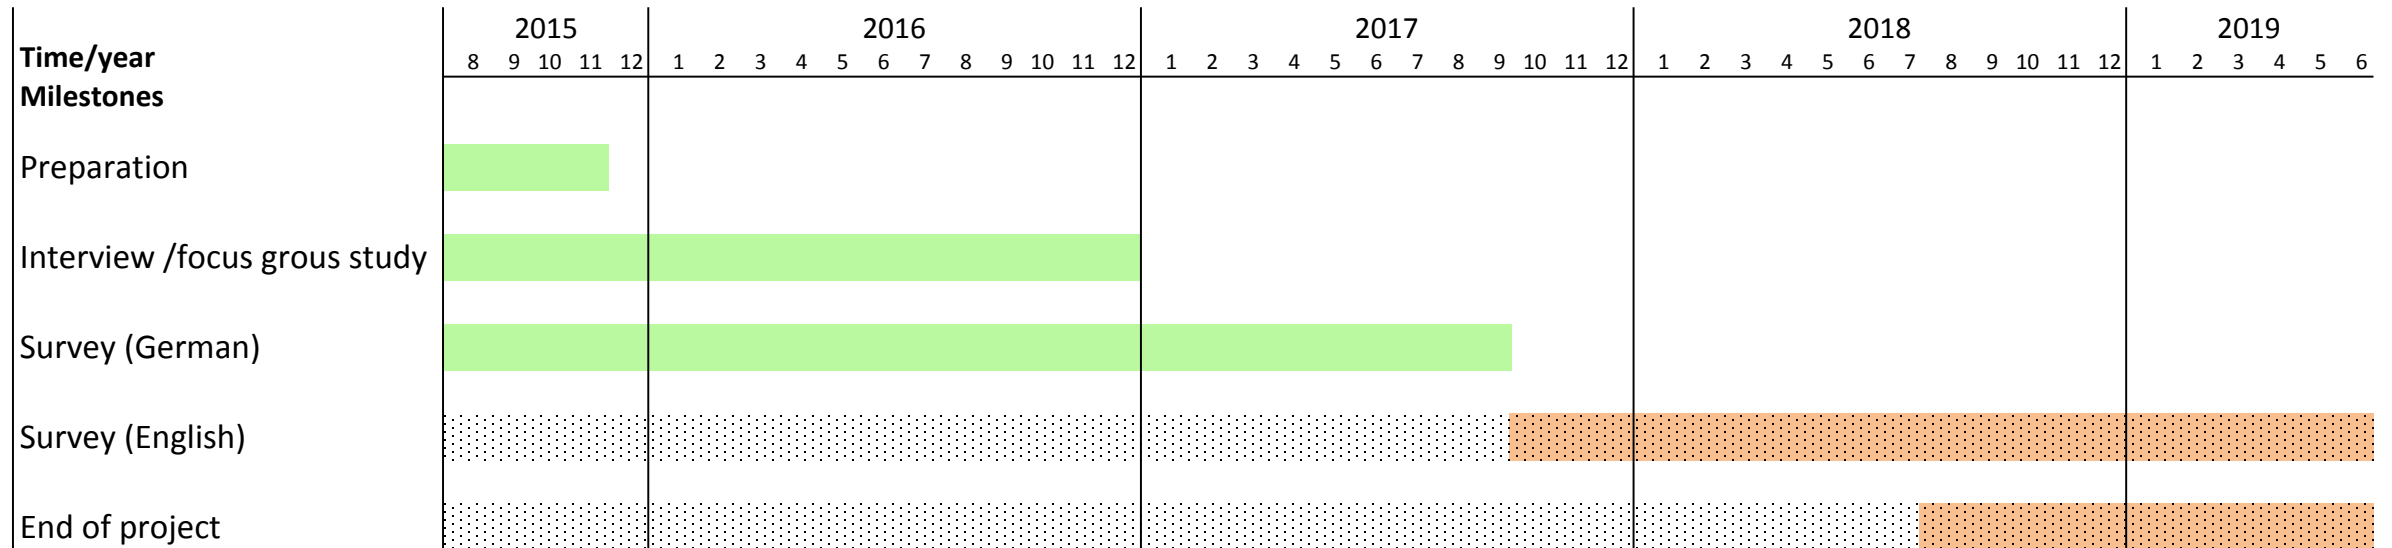 2015 2016 2017 2018 2019
Time/year 8 9 10 11 12 1 2 3 4 5 6 7 8 9 10 11 12 1 2 3 4 5 6 7 8 9 10 11 12 1 2 3 4 5 6 7 8 9 10 11 12 1 2 3 4 5 6
Milestones
Preparation
Interview /focus grous study
Survey (German)
Survey (English)
End of project